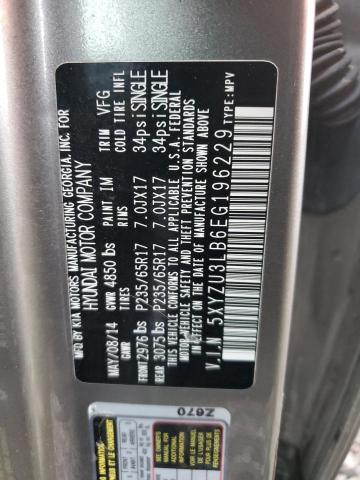 MFD BY KIA MOTORS MANUFACTURING GEORGIA, INC. FOR
HYUNDAI MOTOR COMPANY
MAY/08/14 GVWR 4850 lbs PAINT IM TRIM VFG
GAWR TIRES RIMS COLD TIRE INFL
FRONT 2976 lbs P235/65R17 7.0JX17 34psi SINGLE
REAR 3075 lbs P235/65R17 7.0JX17 34psi SINGLE
THIS VEHICLE CONFORMS TO ALL APPLICABLE U.S.A. FEDERAL
MOTOR VEHICLE SAFETY AND THEFT PREVENTION STANDARDS
IN EFFECT ON THE DATE OF MANUFACTURE SHOWN ABOVE.
V.I.N 5XYZU3LB6EG196229 TYPE:MPV
Z670